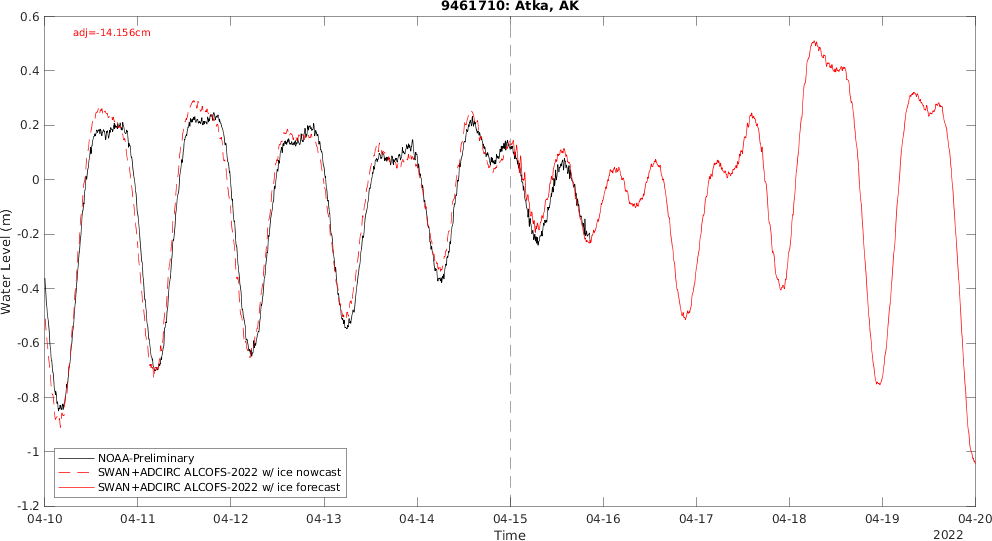 9461710: Atka, AK
adj=-14.156cm
Water Level (m)
0.6
0.4
0.2
0
-0.2
-0.4
-0.6
-0.8
-1
-1.2
NOAA-Preliminary
SWAN+ADCIRC ALCOFS-2022 w/ ice nowcast
SWAN+ADCIRC ALCOFS-2022 w/ ice forecast
04-10 04-11 04-12 04-13 04-14 04-15 04-16 04-17 04-18 04-19 04-20
Time
2022